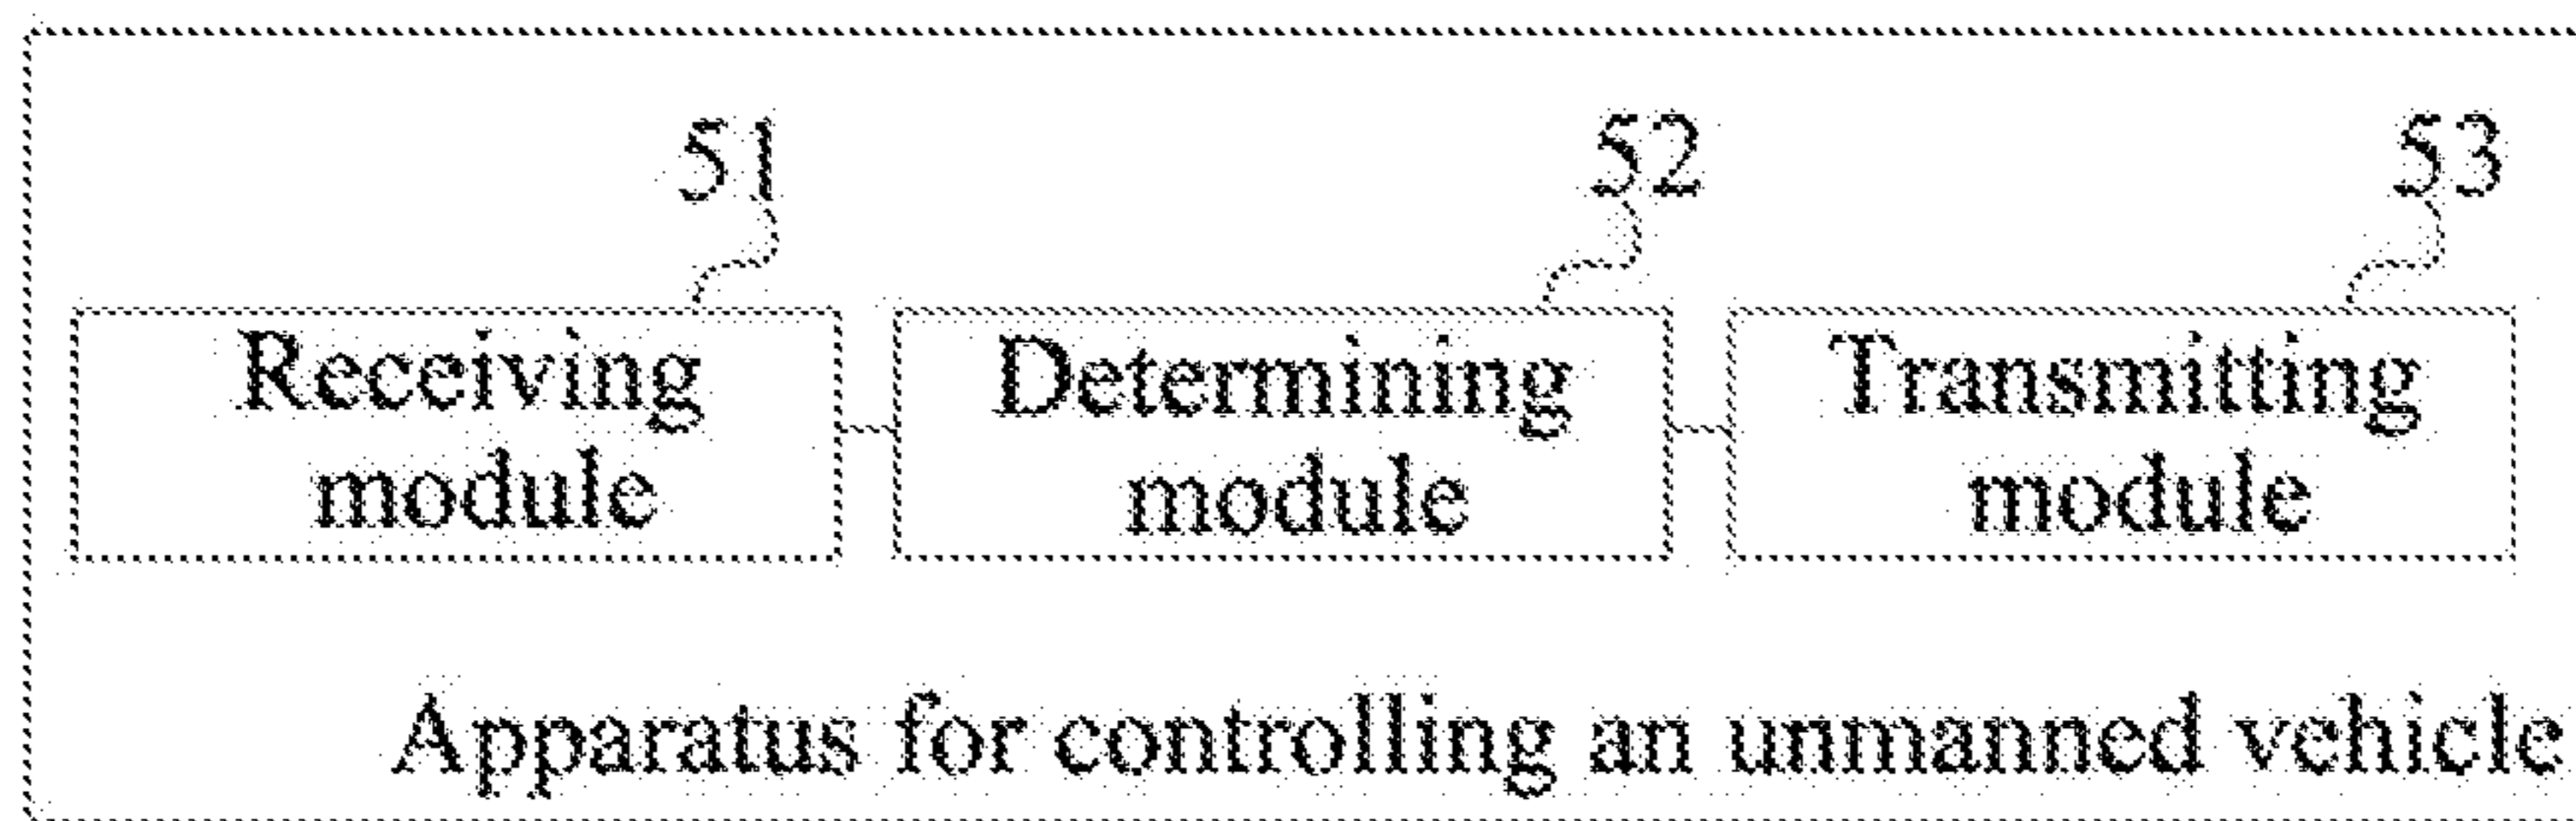 51 52 53
Receiving Determining Transmitting
module module module
Apparatus for controlling an unmanned vehicle